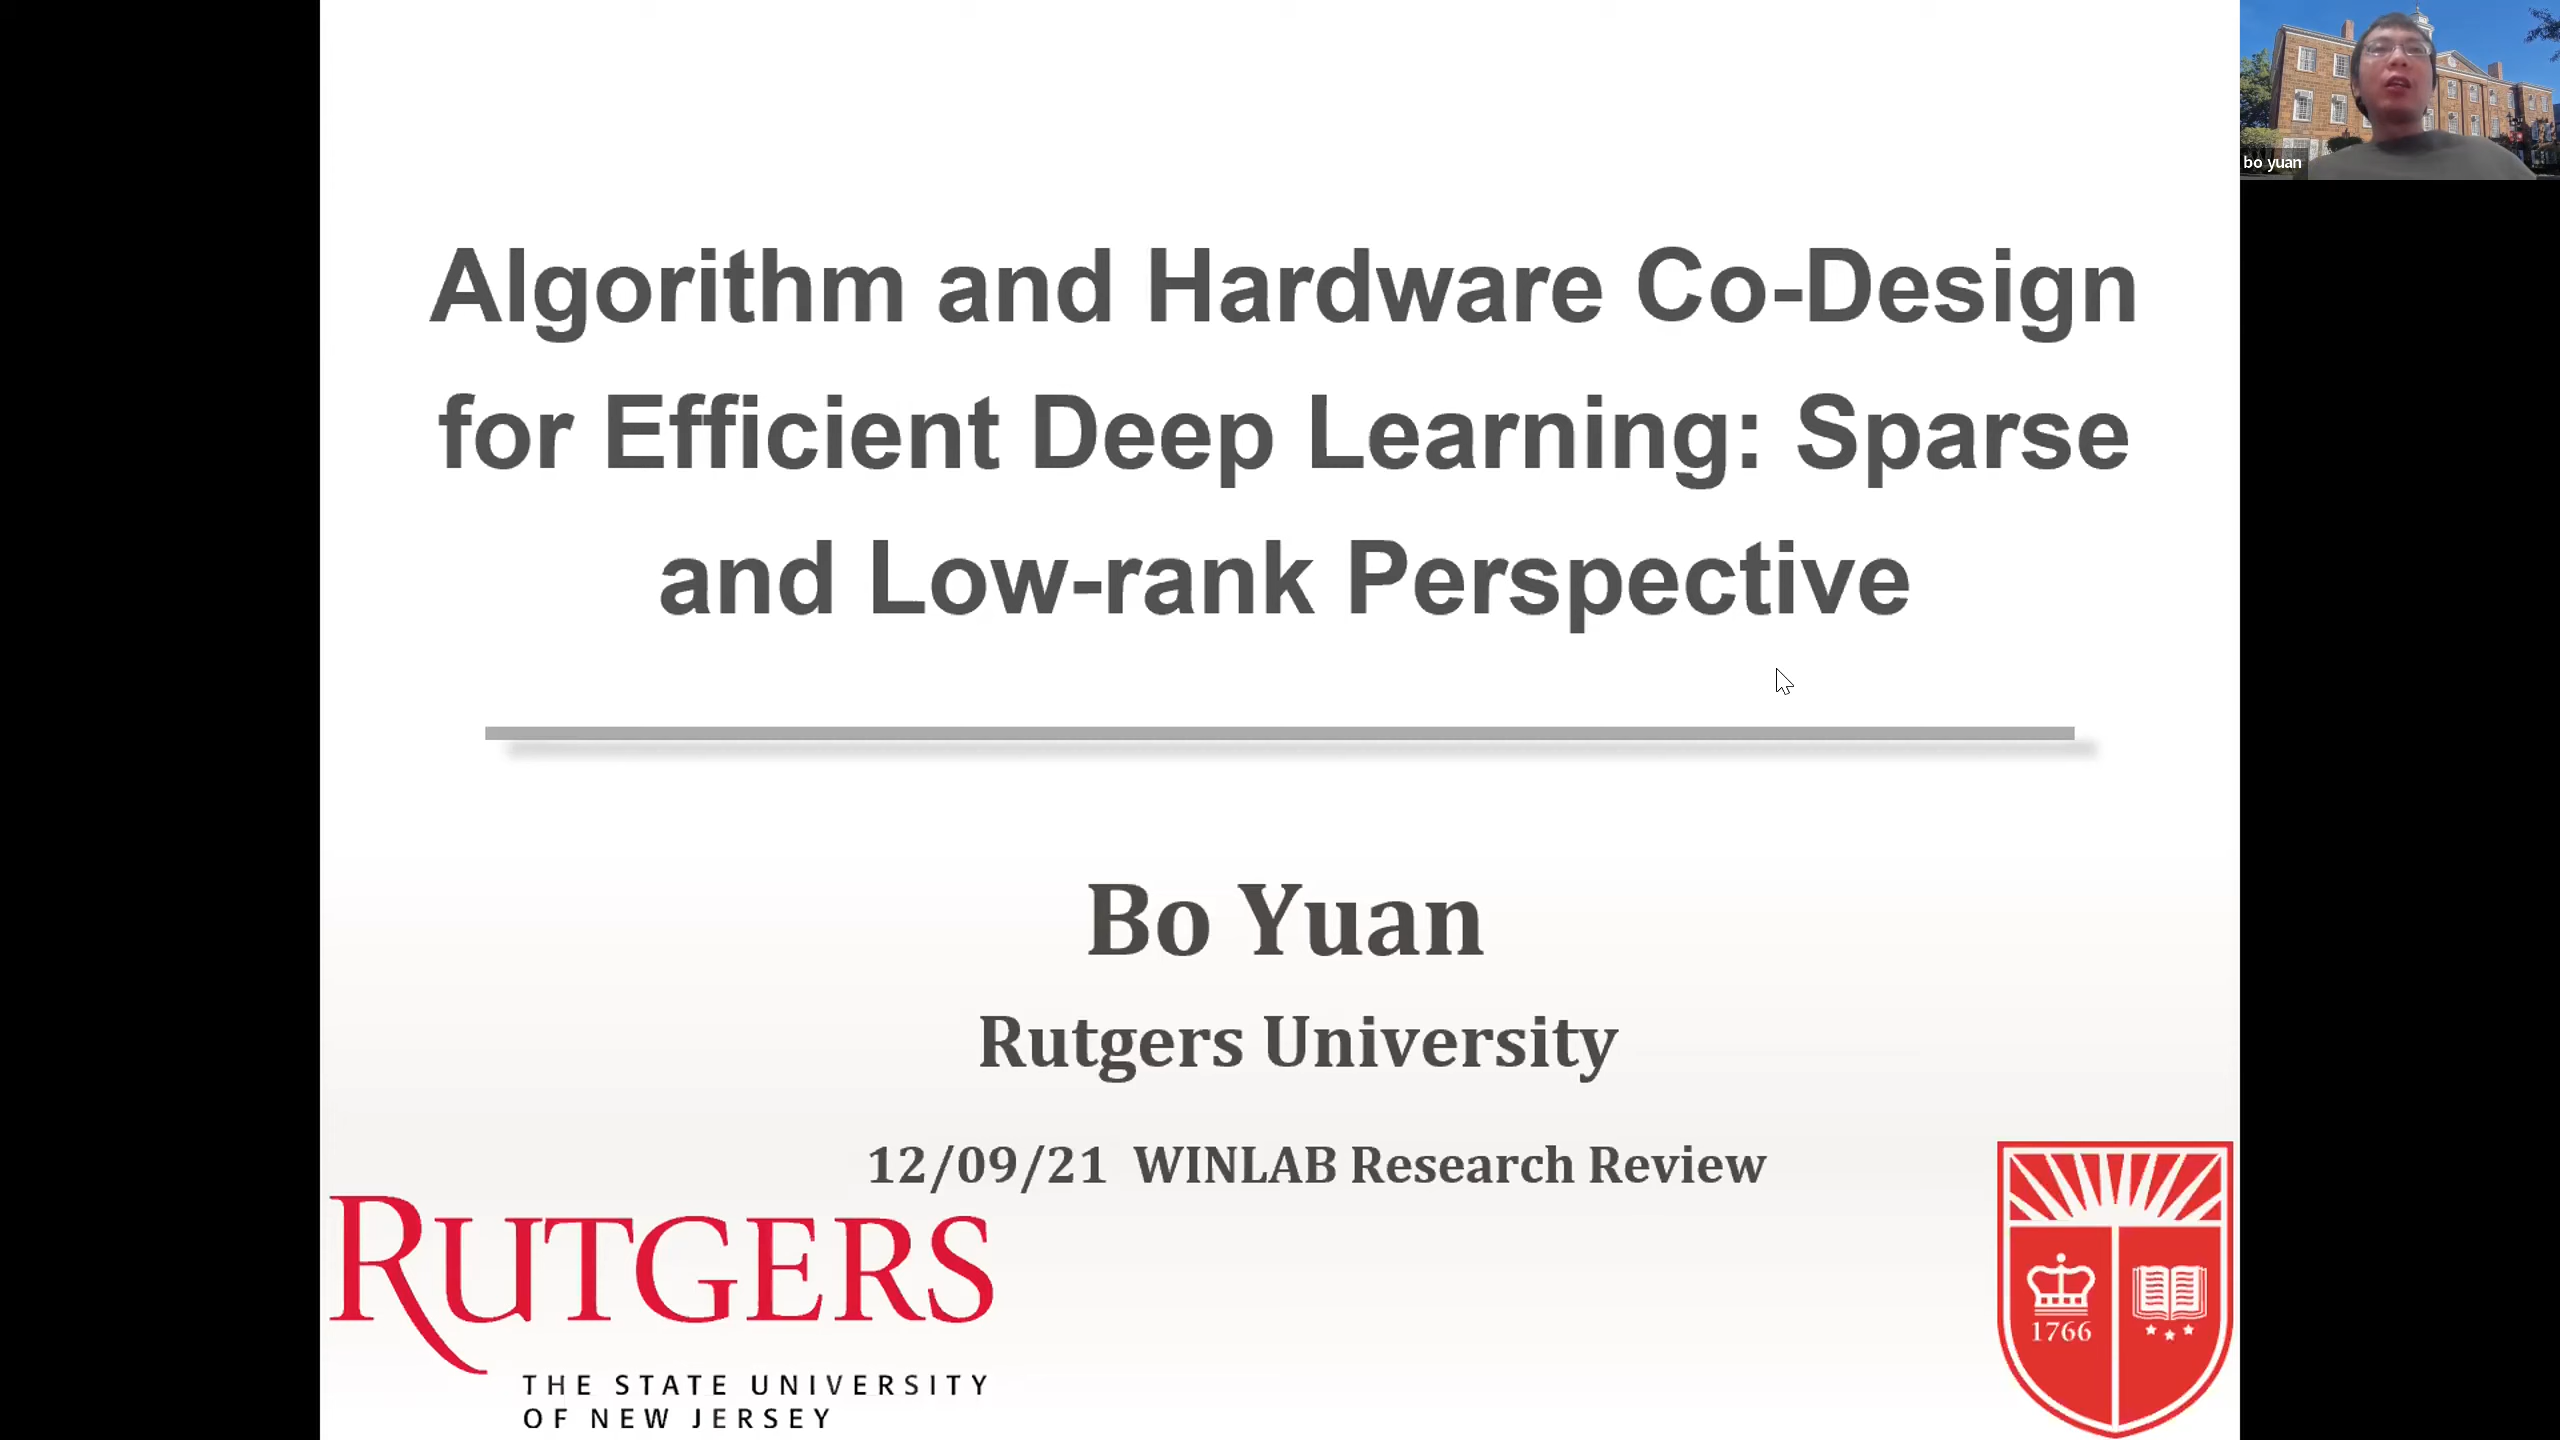 bo yuan
Algorithm and Hardware Co-Design
for Efficient Deep Learning: Sparse
and Low-rank Perspective
Bo Yuan
Rutgers University
12/09/21 WINLAB Research Review
RUTGERS
THE STATE UNIVERSITY
OF NEW JERSEY
1766